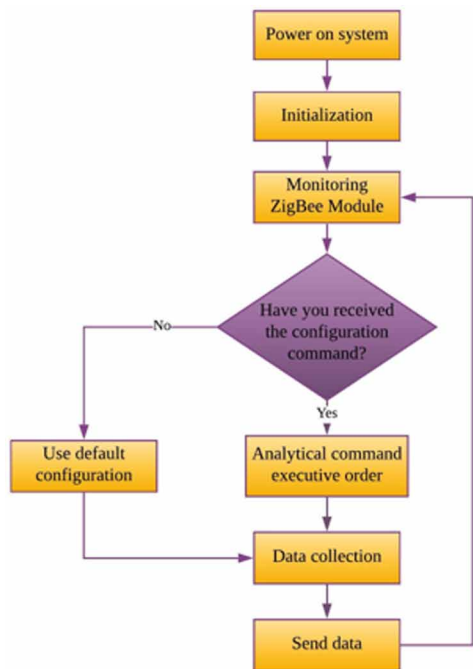 Power on system
Initialization
Monitoring
ZigBee Module
Have you received
the configuration
command?
No
Yes
Use default
configuration
Analytical command
executive order
Data collection
Send data